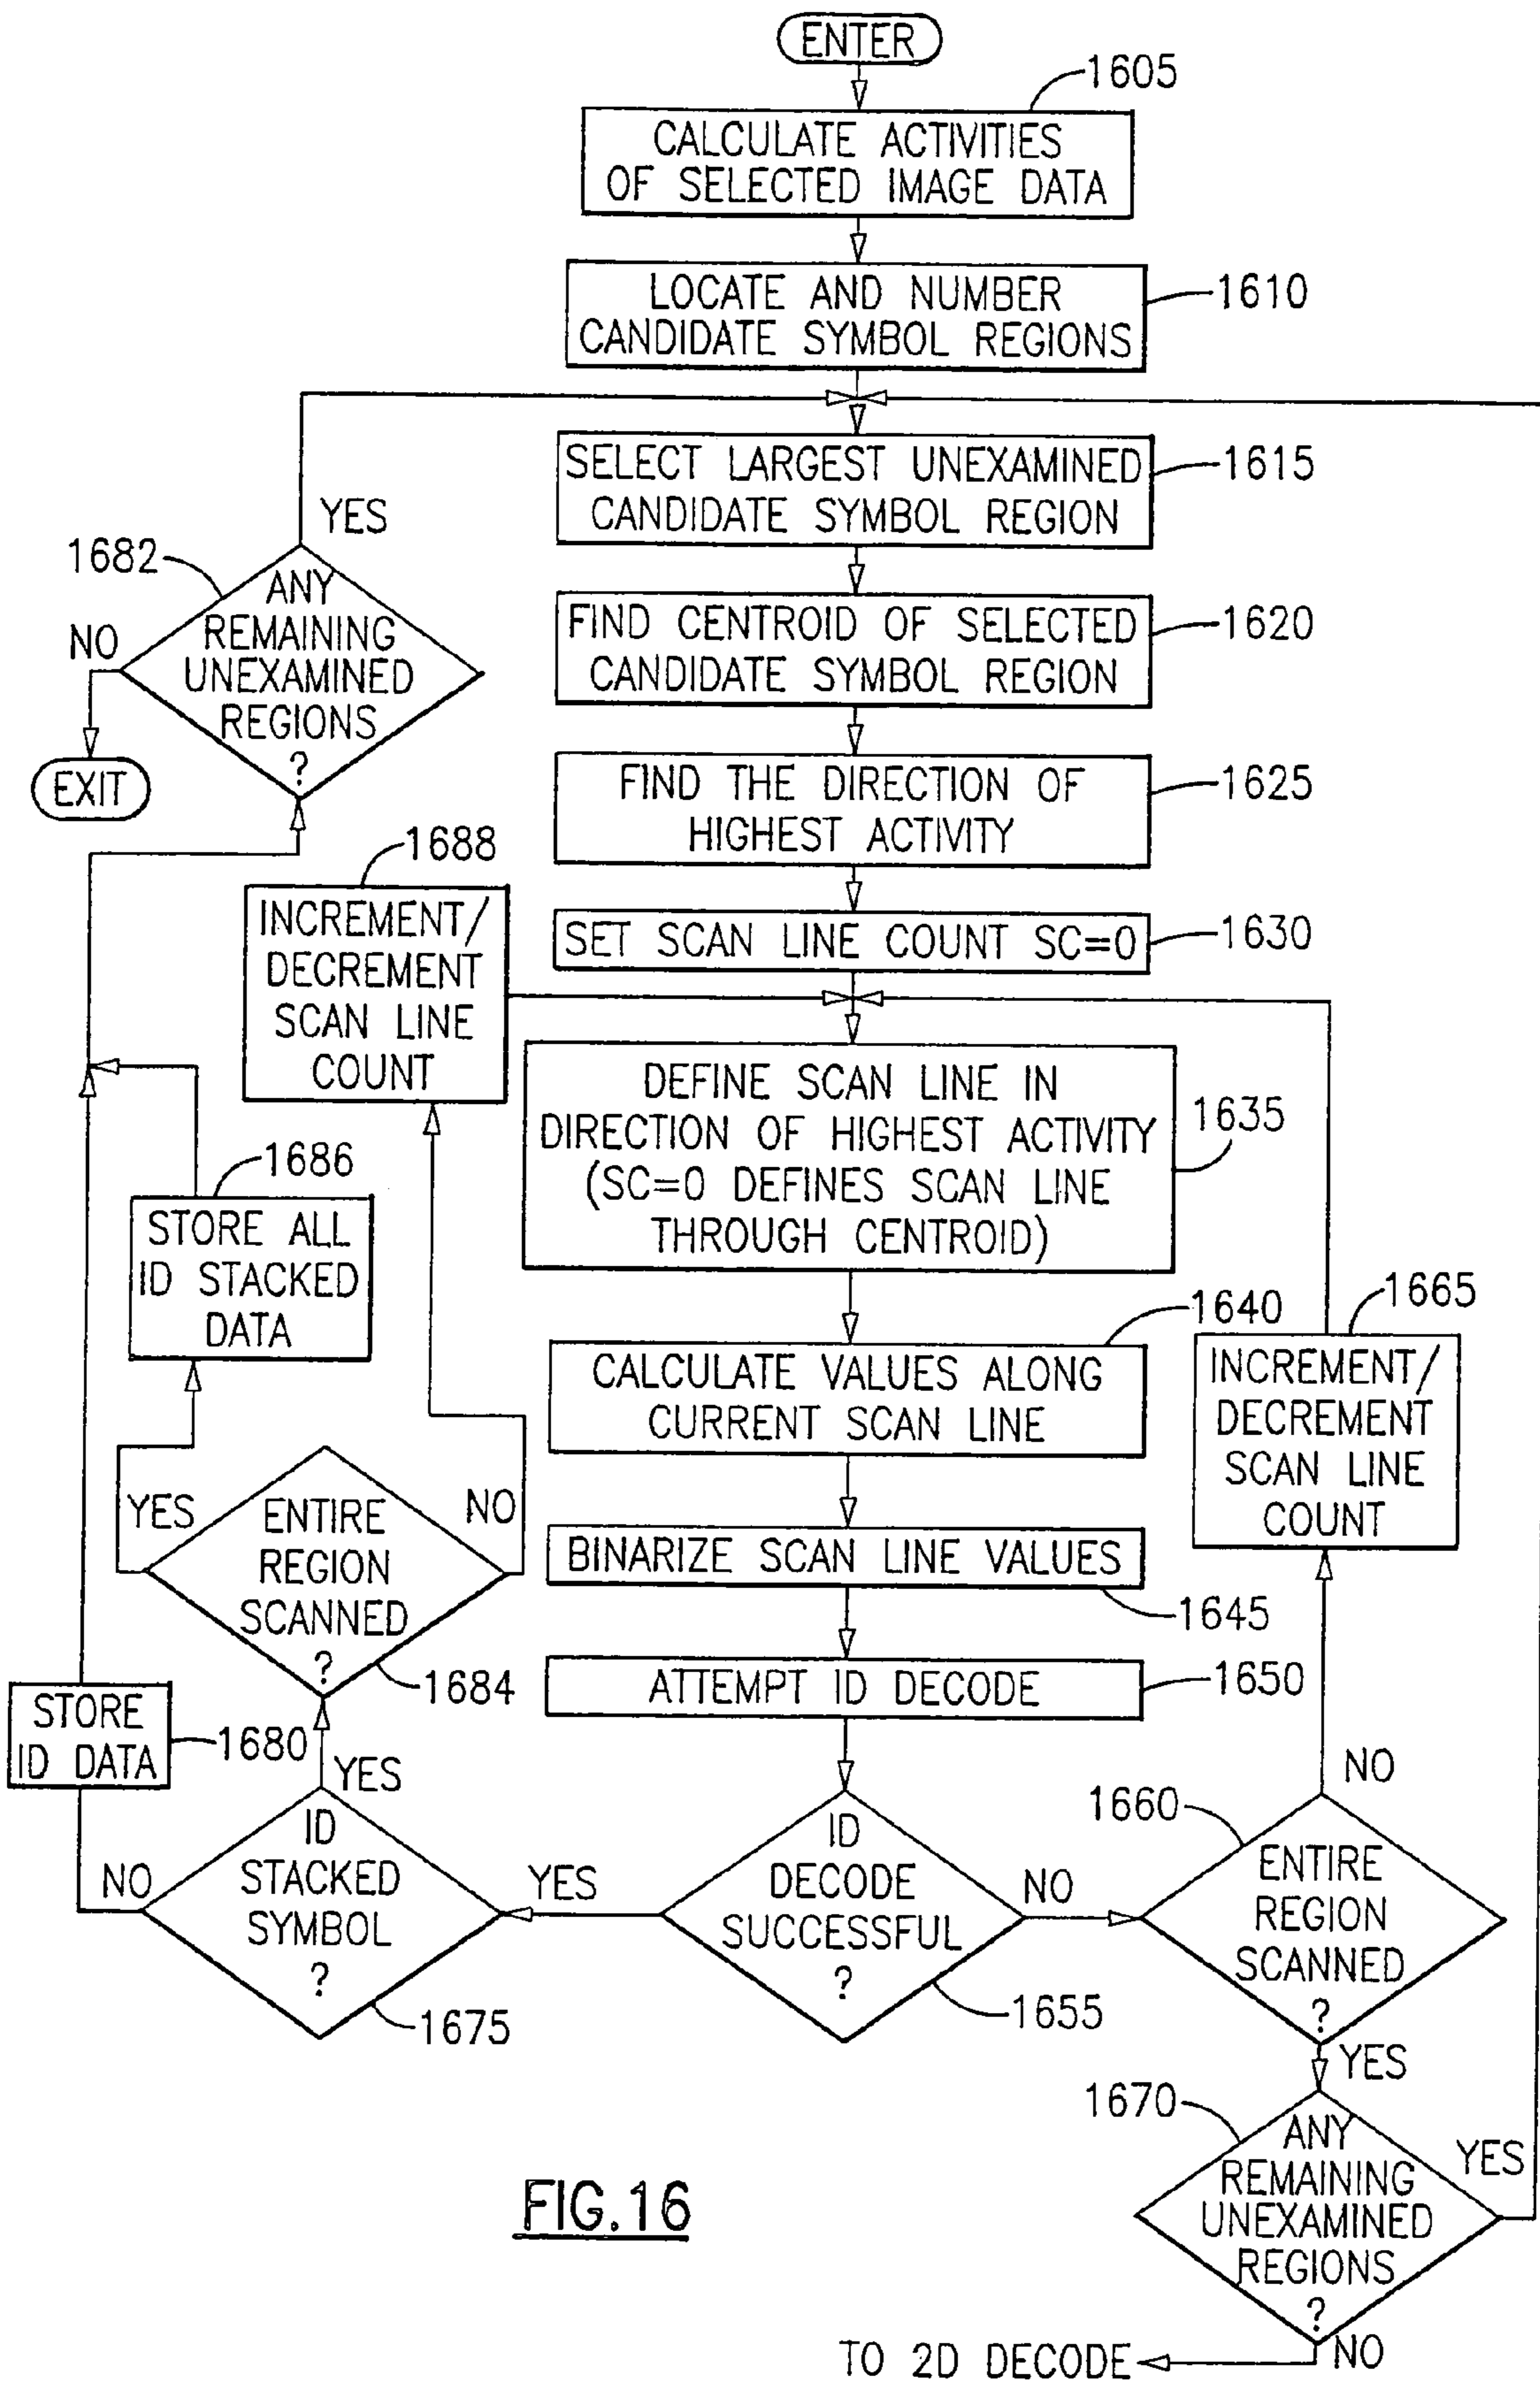 ENTER
1605
CALCULATE ACTIVITIES
OF SELECTED IMAGE DATA
LOCATE AND NUMBER
CANDIDATE SYMBOL REGIONS
1610
SELECT LARGEST UNEXAMINED
CANDIDATE SYMBOL REGION
1615
YES
1682
ANY
REMAINING
UNEXAMINED
REGIONS
?
NO
EXIT
FIND CENTROID OF SELECTED
CANDIDATE SYMBOL REGION
1620
FIND THE DIRECTION OF
HIGHEST ACTIVITY
1625
1688
INCREMENT/
DECREMENT
SCAN LINE
COUNT
SET SCAN LINE COUNT SC=0
1630
DEFINE SCAN LINE IN
DIRECTION OF HIGHEST ACTIVITY
(SC=0 DEFINES SCAN LINE
THROUGH CENTROID)
1635
1686
STORE ALL
ID STACKED
DATA
1640
CALCULATE VALUES ALONG
CURRENT SCAN LINE
1665
INCREMENT/
DECREMENT
SCAN LINE
COUNT
YES
ENTIRE
REGION
SCANNED
?
NO
1684
BINARIZE SCAN LINE VALUES
1645
ATTEMPT ID DECODE
1650
STORE
ID DATA
1680
YES
NO
ID
STACKED
SYMBOL
?
1675
YES
ID
DECODE
SUCCESSFUL
?
1655
NO
1660
NO
ENTIRE
REGION
SCANNED
?
YES
1670
ANY
REMAINING
UNEXAMINED
REGIONS
?
YES
NO
TO 2D DECODE
FIG.16